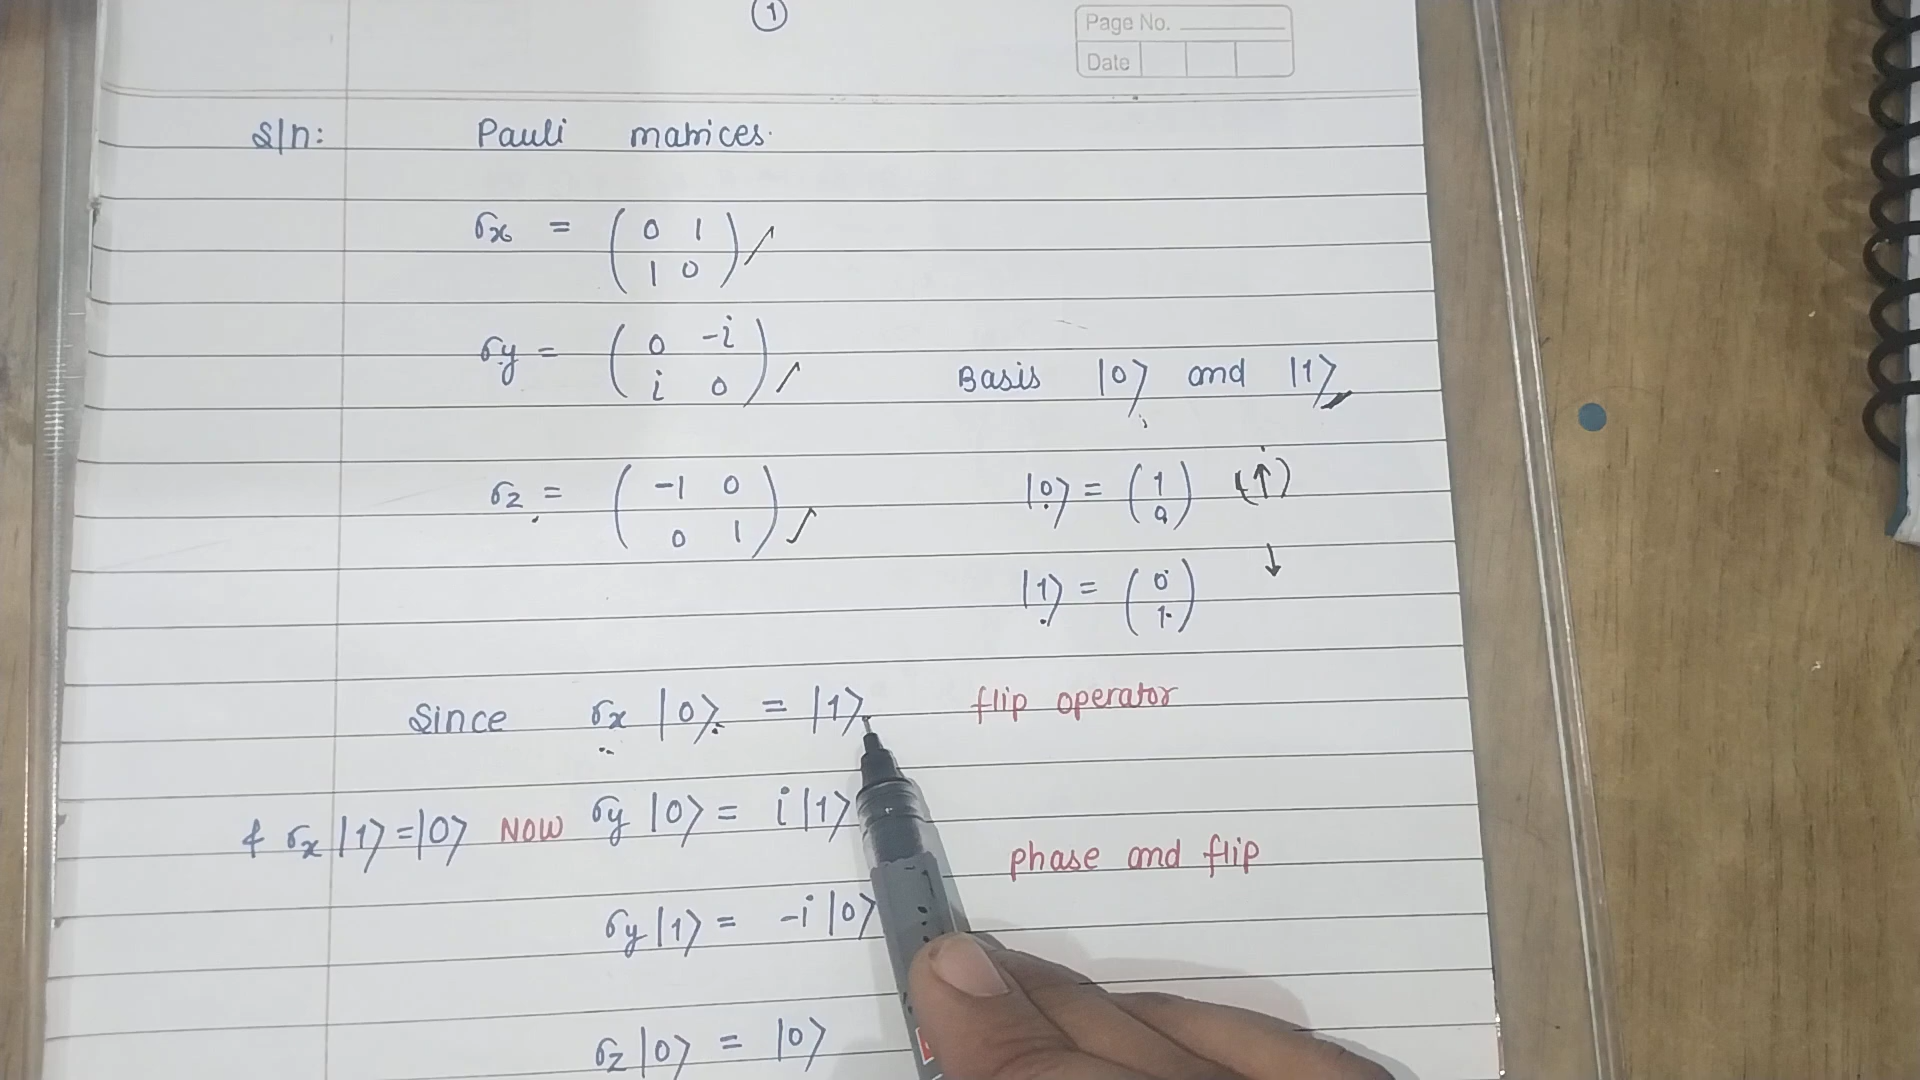 1
Page No.
Date
S/n: Pauli matrices.
σx = ( 0 1
1 0 )
σy = ( 0 -i
i 0 )
Basis |0⟩ and |1⟩
σz = ( -1 0
0 1 )
|0⟩ = ( 1
0 ) (↑)
|1⟩ = ( 0
1 ) ↓
Since σx |0⟩ = |1⟩ flip operator
& σx |1⟩ = |0⟩ NOW σy |0⟩ = i |1⟩
phase and flip
σy |1⟩ = -i |0⟩
σz |0⟩ = |0⟩